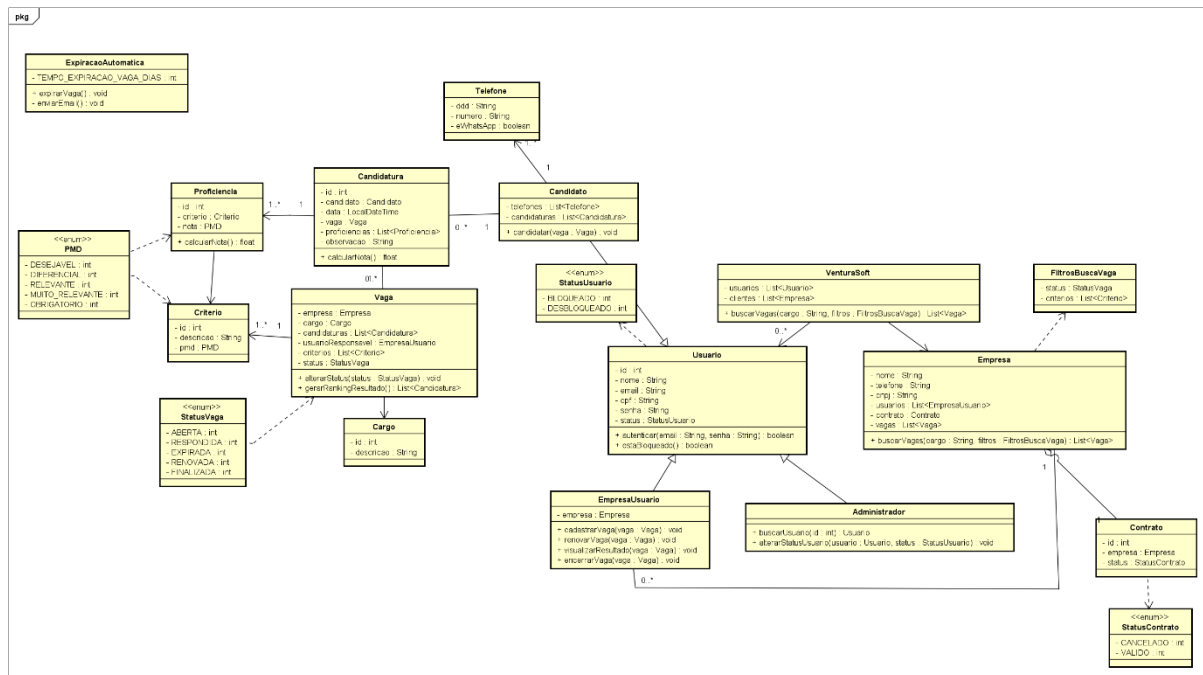 pkg
ExpiracaoAutomatica
- TEMPO_EXPIRACAO_VAGA_DIAS : int
+ expirarVaga() : void
- enviarEmail() : void
Telefone
- ddd : String
- numero : String
- eWhatsApp : boolean
1..*
1
Proficiencia
- id : int
- criterio : Criterio
- nota : PMD
+ calcularNota() : float
1..*
1
Candidatura
- id : int
- candidato : Candidato
- data : LocalDateTime
- vaga : Vaga
- proficiencias : List<Proficiencia>
- observacao : String
+ calcularNota() : float
0..*
1
Candidato
- telefones : List<Telefone>
- candidaturas : List<Candidatura>
+ candidatar(vaga : Vaga) : void
<<enum>>
PMD
- DESEJAVEL : int
- DIFERENCIAL : int
- RELEVANTE : int
- MUITO_RELEVANTE : int
- OBRIGATORIO : int
<<enum>>
StatusUsuario
- BLOQUEADO : int
- DESBLOQUEADO : int
VenturaSoft
- usuarios : List<Usuario>
- clientes : List<Empresa>
+ buscarVagas(cargo : String, filtros : FiltrosBuscaVaga) : List<Vaga>
0..*
FiltrosBuscaVaga
- status : StatusVaga
- criterios : List<Criterio>
Criterio
- id : int
- descricao : String
- pmd : PMD
1..*
1
Vaga
- empresa : Empresa
- cargo : Cargo
- candidaturas : List<Candidatura>
- usuarioResponsavel : EmpresaUsuario
- criterios : List<Criterio>
- status : StatusVaga
+ alterarStatus(status : StatusVaga) : void
+ gerarRankingResultado() : List<Candidatura>
Usuario
- id : int
- nome : String
- email : String
- cpf : String
- senha : String
- status : StatusUsuario
+ autenticar(email : String, senha : String) : boolean
+ estaBloqueado() : boolean
Empresa
- nome : String
- telefone : String
- cnpj : String
- usuarios : List<EmpresaUsuario>
- contrato : Contrato
- vagas : List<Vaga>
+ buscarVagas(cargo : String, filtros : FiltrosBuscaVaga) : List<Vaga>
1
<<enum>>
StatusVaga
- ABERTA : int
- RESPONDIDA : int
- EXPIRADA : int
- RENOVADA : int
- FINALIZADA : int
Cargo
- id : int
- descricao : String
EmpresaUsuario
- empresa : Empresa
+ cadastrarVaga(vaga : Vaga) : void
+ renovarVaga(vaga : Vaga) : void
+ visualizarResultado(vaga : Vaga) : void
+ encerrarVaga(vaga : Vaga) : void
0..*
Administrador
+ buscarUsuario(id : int) : Usuario
+ alterarStatusUsuario(usuario : Usuario, status : StatusUsuario) : void
1
Contrato
- id : int
- empresa : Empresa
- status : StatusContrato
<<enum>>
StatusContrato
- CANCELADO : int
- VALIDO : int